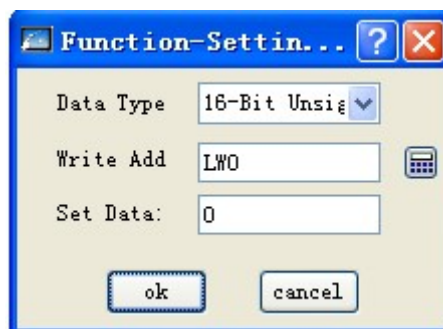 Function-Settin...
Data Type 16-Bit Unsig
Write Add LW0
Set Data: 0
ok cancel